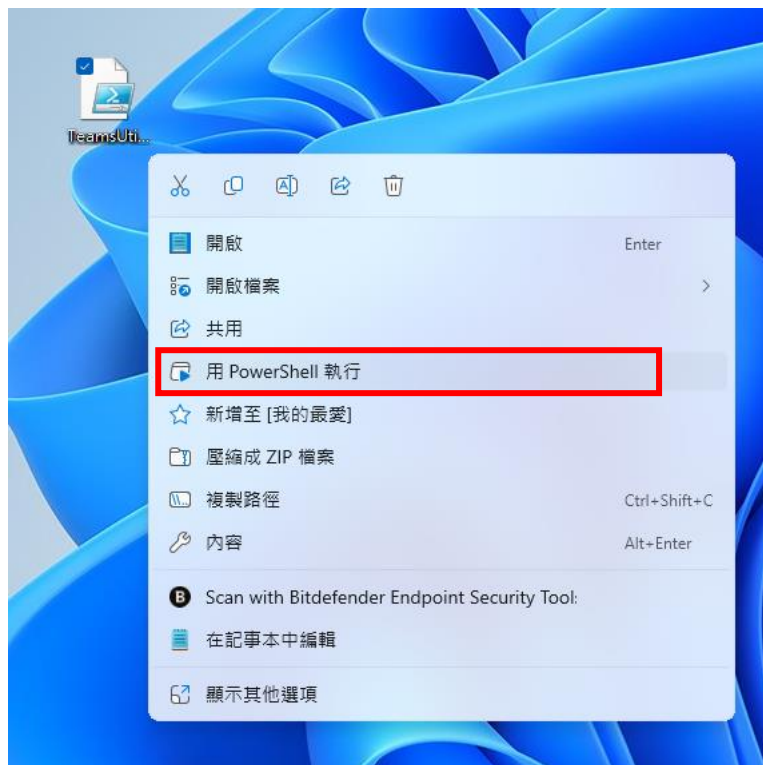 TeamsUti...
開啟 Enter
開啟檔案
共用
用 PowerShell 執行
新增至 [我的最愛]
壓縮成 ZIP 檔案
複製路徑 Ctrl+Shift+C
內容 Alt+Enter
Scan with Bitdefender Endpoint Security Tool:
在記事本中編輯
顯示其他選項